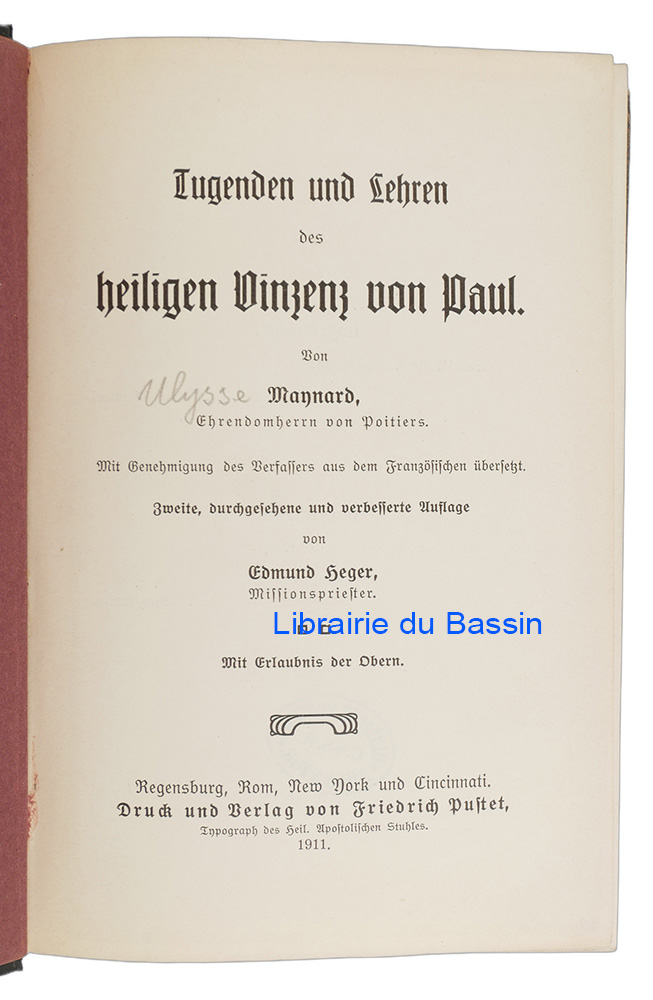 Tugenden und Lehren
des
heiligen Vinzenz von Paul.
Von
Ulysse Maynard,
Ehrendomherrn von Poitiers.
Mit Genehmigung des Verfassers aus dem Französischen übersetzt.
Zweite, durchgesehene und verbesserte Auflage
von
Edmund Heger,
Missionspriester.
Librairie du Bassin
Mit Erlaubnis der Obern.
Regensburg, Rom, New York und Cincinnati.
Druck und Verlag von Friedrich Pustet,
Typograph des Heil. Apostolischen Stuhles.
1911.